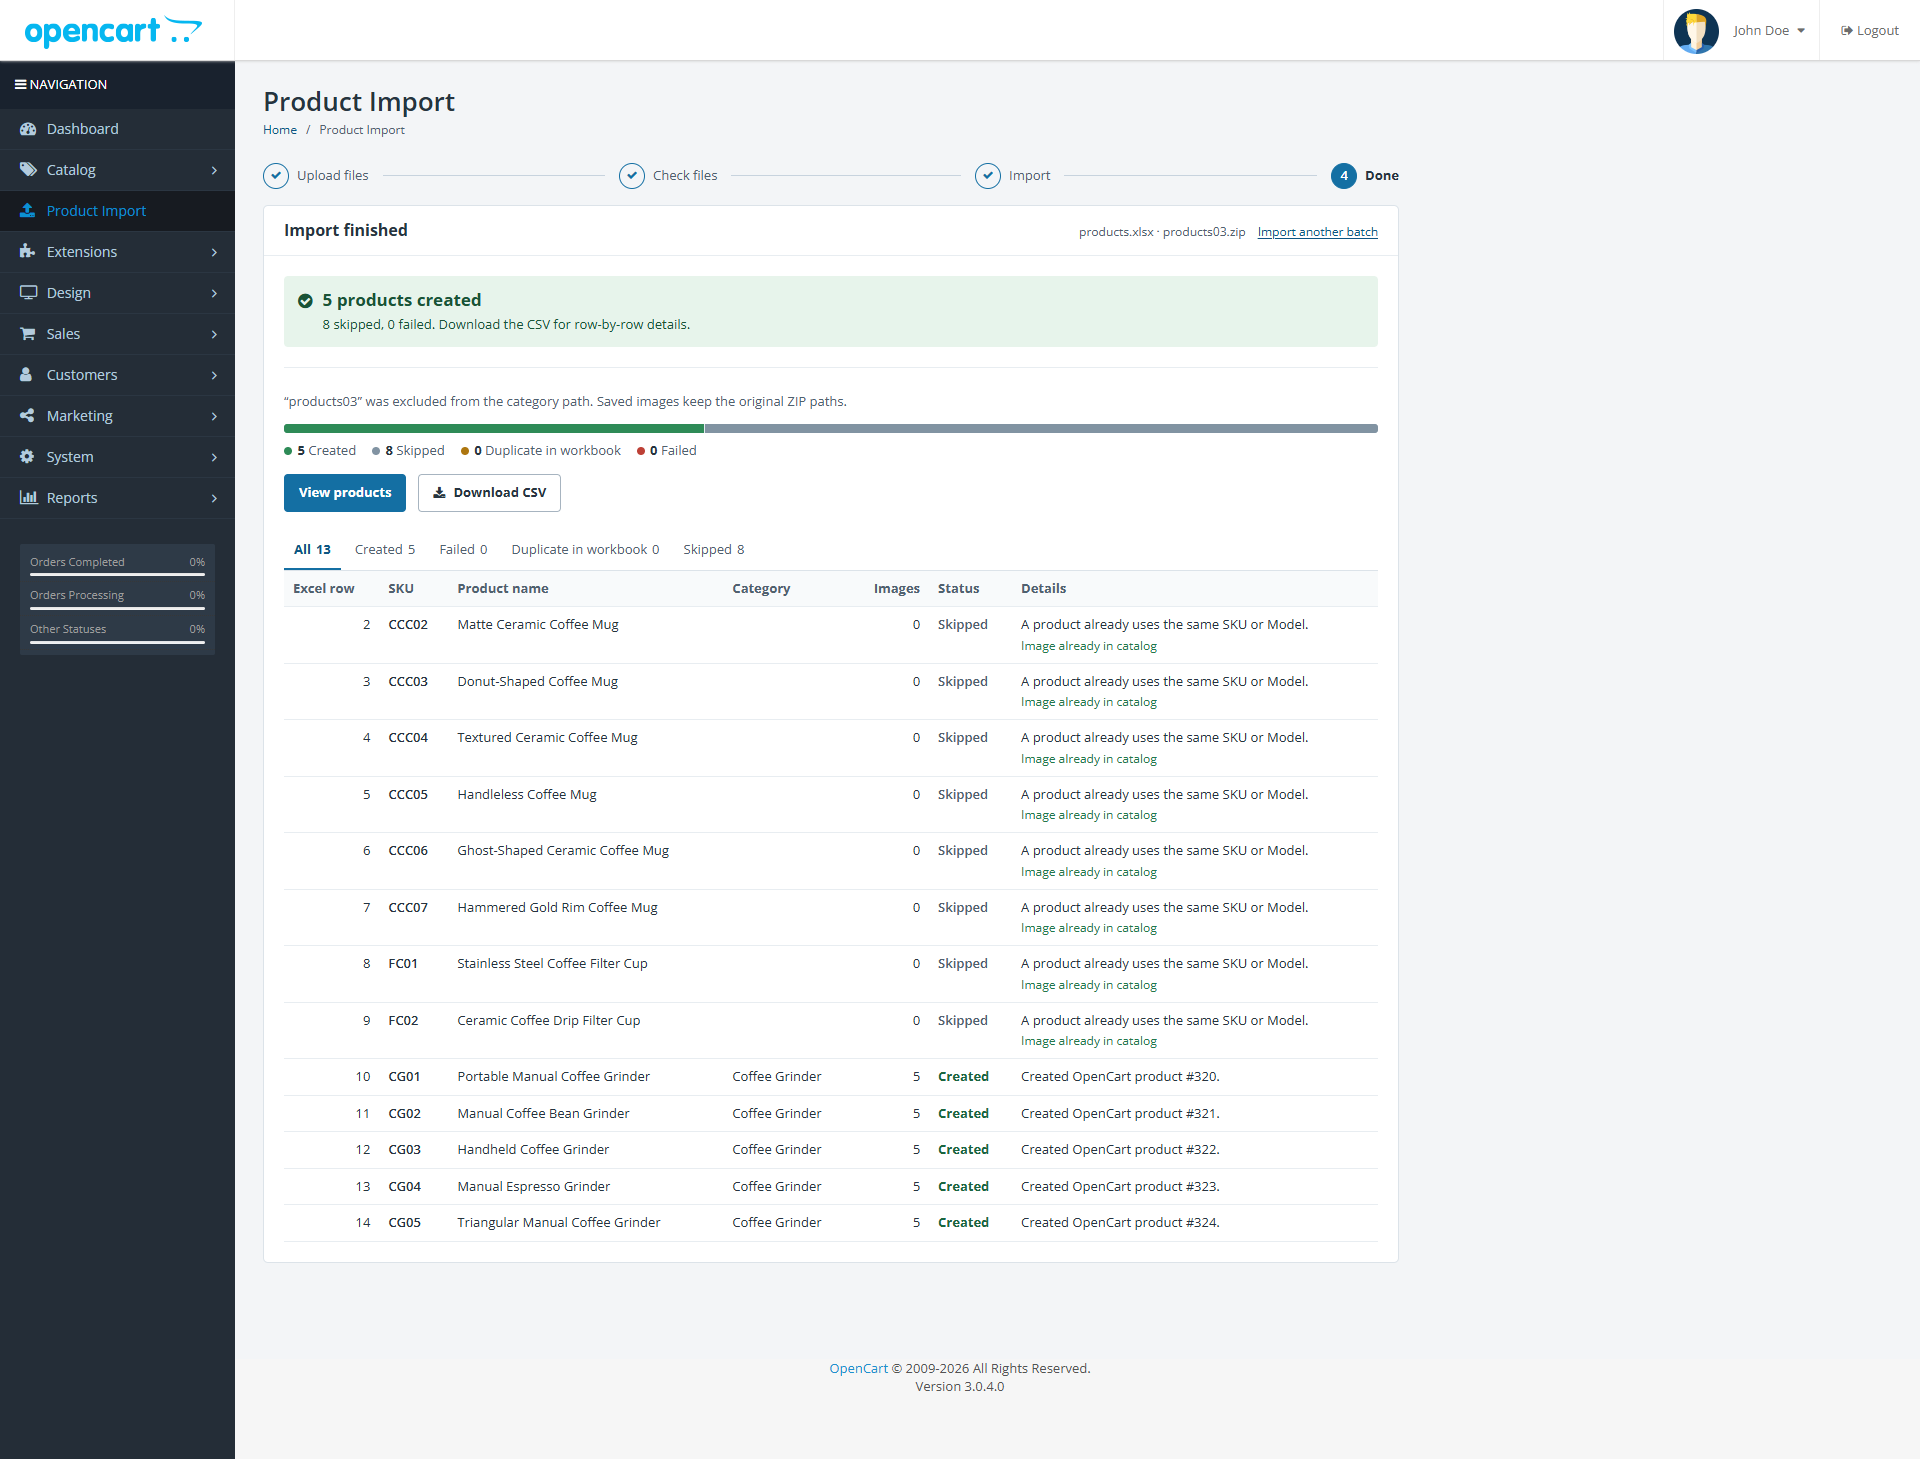 opencart
John Doe
Logout
NAVIGATION
Dashboard
Catalog
Product Import
Extensions
Design
Sales
Customers
Marketing
System
Reports
Orders Completed 0%
Orders Processing 0%
Other Statuses 0%
Product Import
Home / Product Import
Upload files
Check files
Import
4 Done
Import finished
products.xlsx · products03.zip Import another batch
5 products created
8 skipped, 0 failed. Download the CSV for row-by-row details.
“products03” was excluded from the category path. Saved images keep the original ZIP paths.
5 Created 8 Skipped 0 Duplicate in workbook 0 Failed
View products Download CSV
All 13 Created 5 Failed 0 Duplicate in workbook 0 Skipped 8
Excel row SKU Product name Category Images Status Details
2 CCC02 Matte Ceramic Coffee Mug 0 Skipped A product already uses the same SKU or Model.
Image already in catalog
3 CCC03 Donut-Shaped Coffee Mug 0 Skipped A product already uses the same SKU or Model.
Image already in catalog
4 CCC04 Textured Ceramic Coffee Mug 0 Skipped A product already uses the same SKU or Model.
Image already in catalog
5 CCC05 Handleless Coffee Mug 0 Skipped A product already uses the same SKU or Model.
Image already in catalog
6 CCC06 Ghost-Shaped Ceramic Coffee Mug 0 Skipped A product already uses the same SKU or Model.
Image already in catalog
7 CCC07 Hammered Gold Rim Coffee Mug 0 Skipped A product already uses the same SKU or Model.
Image already in catalog
8 FC01 Stainless Steel Coffee Filter Cup 0 Skipped A product already uses the same SKU or Model.
Image already in catalog
9 FC02 Ceramic Coffee Drip Filter Cup 0 Skipped A product already uses the same SKU or Model.
Image already in catalog
10 CG01 Portable Manual Coffee Grinder Coffee Grinder 5 Created Created OpenCart product #320.
11 CG02 Manual Coffee Bean Grinder Coffee Grinder 5 Created Created OpenCart product #321.
12 CG03 Handheld Coffee Grinder Coffee Grinder 5 Created Created OpenCart product #322.
13 CG04 Manual Espresso Grinder Coffee Grinder 5 Created Created OpenCart product #323.
14 CG05 Triangular Manual Coffee Grinder Coffee Grinder 5 Created Created OpenCart product #324.
OpenCart © 2009-2026 All Rights Reserved.
Version 3.0.4.0